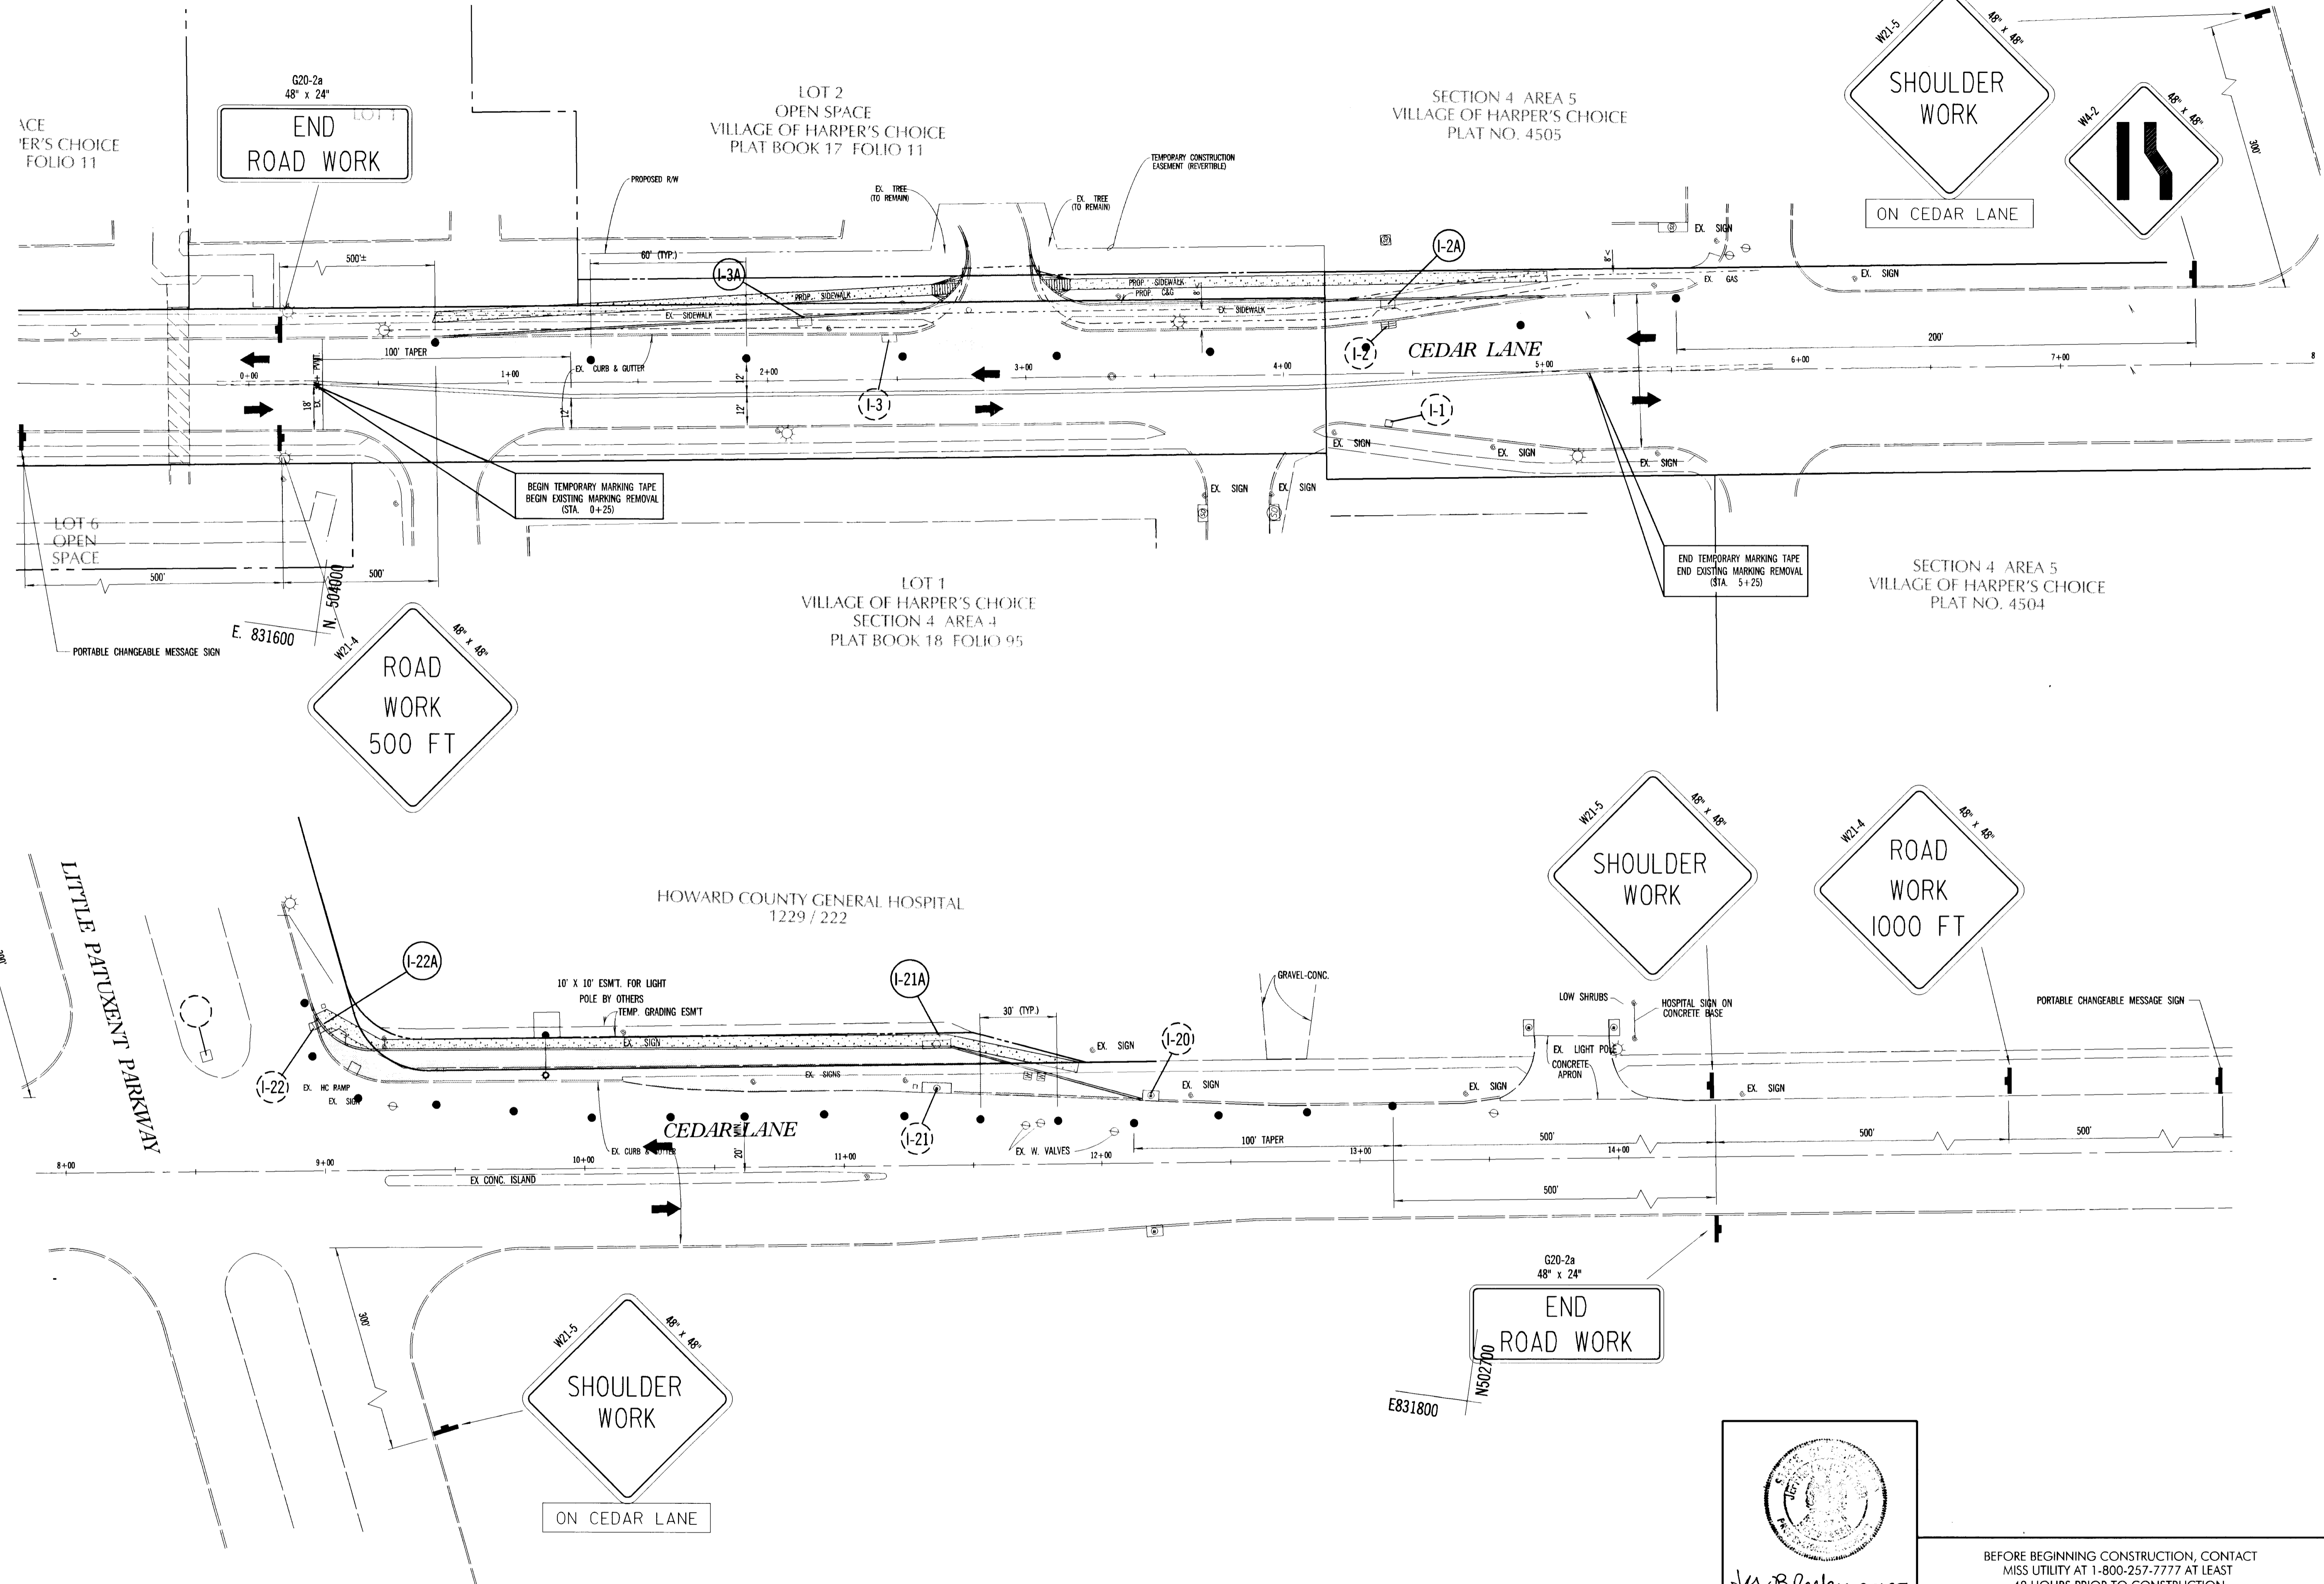 G20-2a
48" x 24"
LOT 1
END
ROAD WORK
ACE
'ER'S CHOICE
FOLIO 11
LOT 2
OPEN SPACE
VILLAGE OF HARPER'S CHOICE
PLAT BOOK 17 FOLIO 11
SECTION 4 AREA 5
VILLAGE OF HARPER'S CHOICE
PLAT NO. 4505
W21-5
48" x 48"
SHOULDER
WORK
ON CEDAR LANE
W4-2
48" x 48"
300'
PROPOSED R/W
EX. TREE
(TO REMAIN)
EX. TREE
(TO REMAIN)
TEMPORARY CONSTRUCTION
EASEMENT (REVERTIBLE)
500'±
60' (TYP.)
I-3A
I-2A
PROP. SIDEWALK
PROP. SIDEWALK
PROP. C&G
8'
EX. SIDEWALK
EX. SIDEWALK
EX. SIGN
EX. GAS
EX. SIGN
8'
100' TAPER
EX. CURB & GUTTER
12'
12'
12'
18'
EX. PVMT.
I-3
I-2
I-1
CEDAR LANE
200'
0+00
1+00
2+00
3+00
4+00
5+00
6+00
7+00
8
EX. SIGN
EX. SIGN
EX. SIGN
EX. SIGN
EX. SIGN
BEGIN TEMPORARY MARKING TAPE
BEGIN EXISTING MARKING REMOVAL
(STA. 0+25)
END TEMPORARY MARKING TAPE
END EXISTING MARKING REMOVAL
(STA. 5+25)
LOT 6
OPEN
SPACE
500'
500'
N. 504000
E. 831600
PORTABLE CHANGEABLE MESSAGE SIGN
LOT 1
VILLAGE OF HARPER'S CHOICE
SECTION 4 AREA 4
PLAT BOOK 18 FOLIO 95
SECTION 4 AREA 5
VILLAGE OF HARPER'S CHOICE
PLAT NO. 4504
W21-4
48" x 48"
ROAD
WORK
500 FT
W21-5
48" x 48"
SHOULDER
WORK
W21-4
48" x 48"
ROAD
WORK
1000 FT
LITTLE PATUXENT PARKWAY
300'
HOWARD COUNTY GENERAL HOSPITAL
1229 / 222
I-22A
I-21A
10' X 10' ESM'T. FOR LIGHT
POLE BY OTHERS
TEMP. GRADING ESM'T
30' (TYP.)
GRAVEL-CONC.
LOW SHRUBS
HOSPITAL SIGN ON
CONCRETE BASE
PORTABLE CHANGEABLE MESSAGE SIGN
EX. SIGN
EX. SIGN
I-20
EX. LIGHT POLE
CONCRETE
APRON
I-22
EX. HC RAMP
EX. SIGN
EX. SIGNS
EX. SIGN
EX. SIGN
EX. SIGN
CEDAR LANE
I-21
20' MIN.
EX. CURB & GUTTER
EX. W. VALVES
100' TAPER
500'
500'
500'
8+00
9+00
10+00
11+00
12+00
13+00
14+00
EX CONC. ISLAND
500'
300'
W21-5
48" x 48"
SHOULDER
WORK
ON CEDAR LANE
G20-2a
48" x 24"
END
ROAD WORK
N502700
E831800
BEFORE BEGINNING CONSTRUCTION, CONTACT
MISS UTILITY AT 1-800-257-7777 AT LEAST
48 HOURS PRIOR TO CONSTRUCTION